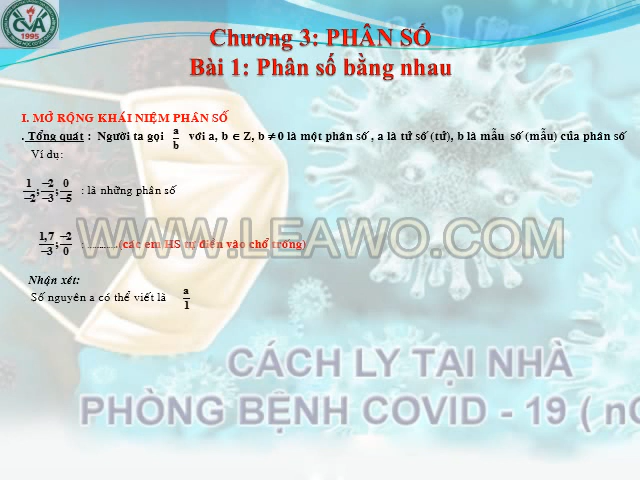 CVA
1995
Chương 3: PHÂN SỐ
Bài 1: Phân số bằng nhau
I. MỞ RỘNG KHÁI NIỆM PHÂN SỐ
. Tổng quát : Người ta gọi a/b với a, b ∈ Z, b ≠ 0 là một phân số , a là tử số (tử), b là mẫu số (mẫu) của phân số
Ví dụ:
1/-2; -2/-3; 0/-5 : là những phân số
WWW.LEAWO.COM
1,7/-3; -2/0 : .............(các em HS tự điền vào chổ trống)
Nhận xét:
Số nguyên a có thể viết là a/1
CÁCH LY TẠI NHÀ
PHÒNG BỆNH COVID - 19 ( nC